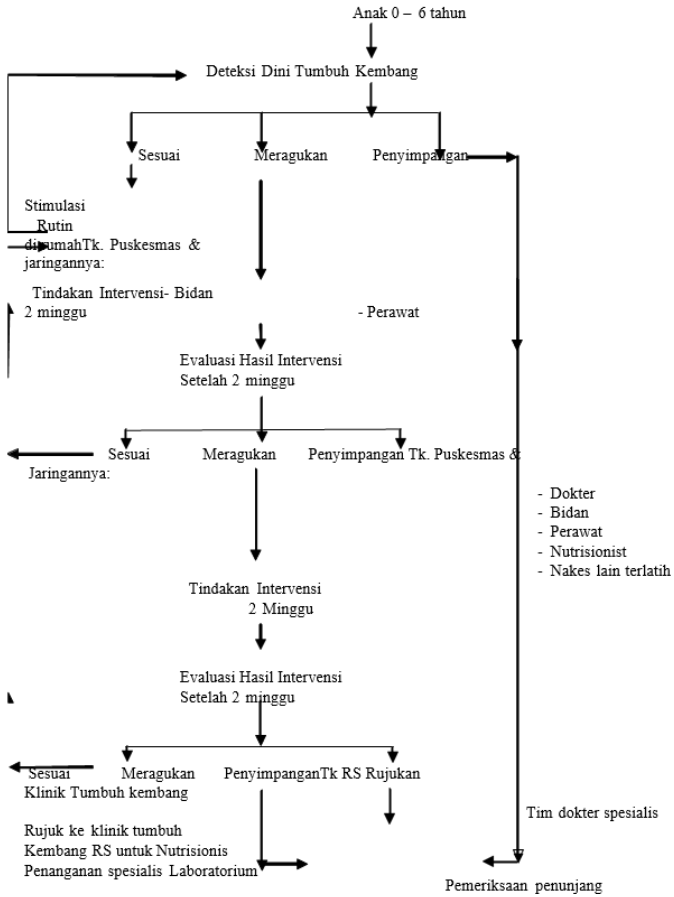 Anak 0 – 6 tahun
Deteksi Dini Tumbuh Kembang
Sesuai Meragukan Penyimpangan
Stimulasi
Rutin
dirumahTk. Puskesmas &
jaringannya:
Tindakan Intervensi- Bidan
2 minggu - Perawat
Evaluasi Hasil Intervensi
Setelah 2 minggu
Sesuai Meragukan Penyimpangan Tk. Puskesmas &
Jaringannya:
- Dokter
- Bidan
- Perawat
- Nutrisionist
- Nakes lain terlatih
Tindakan Intervensi
2 Minggu
Evaluasi Hasil Intervensi
Setelah 2 minggu
Sesuai Meragukan PenyimpanganTk RS Rujukan
Klinik Tumbuh kembang
Tim dokter spesialis
Rujuk ke klinik tumbuh
Kembang RS untuk Nutrisionis
Penanganan spesialis Laboratorium
Pemeriksaan penunjang